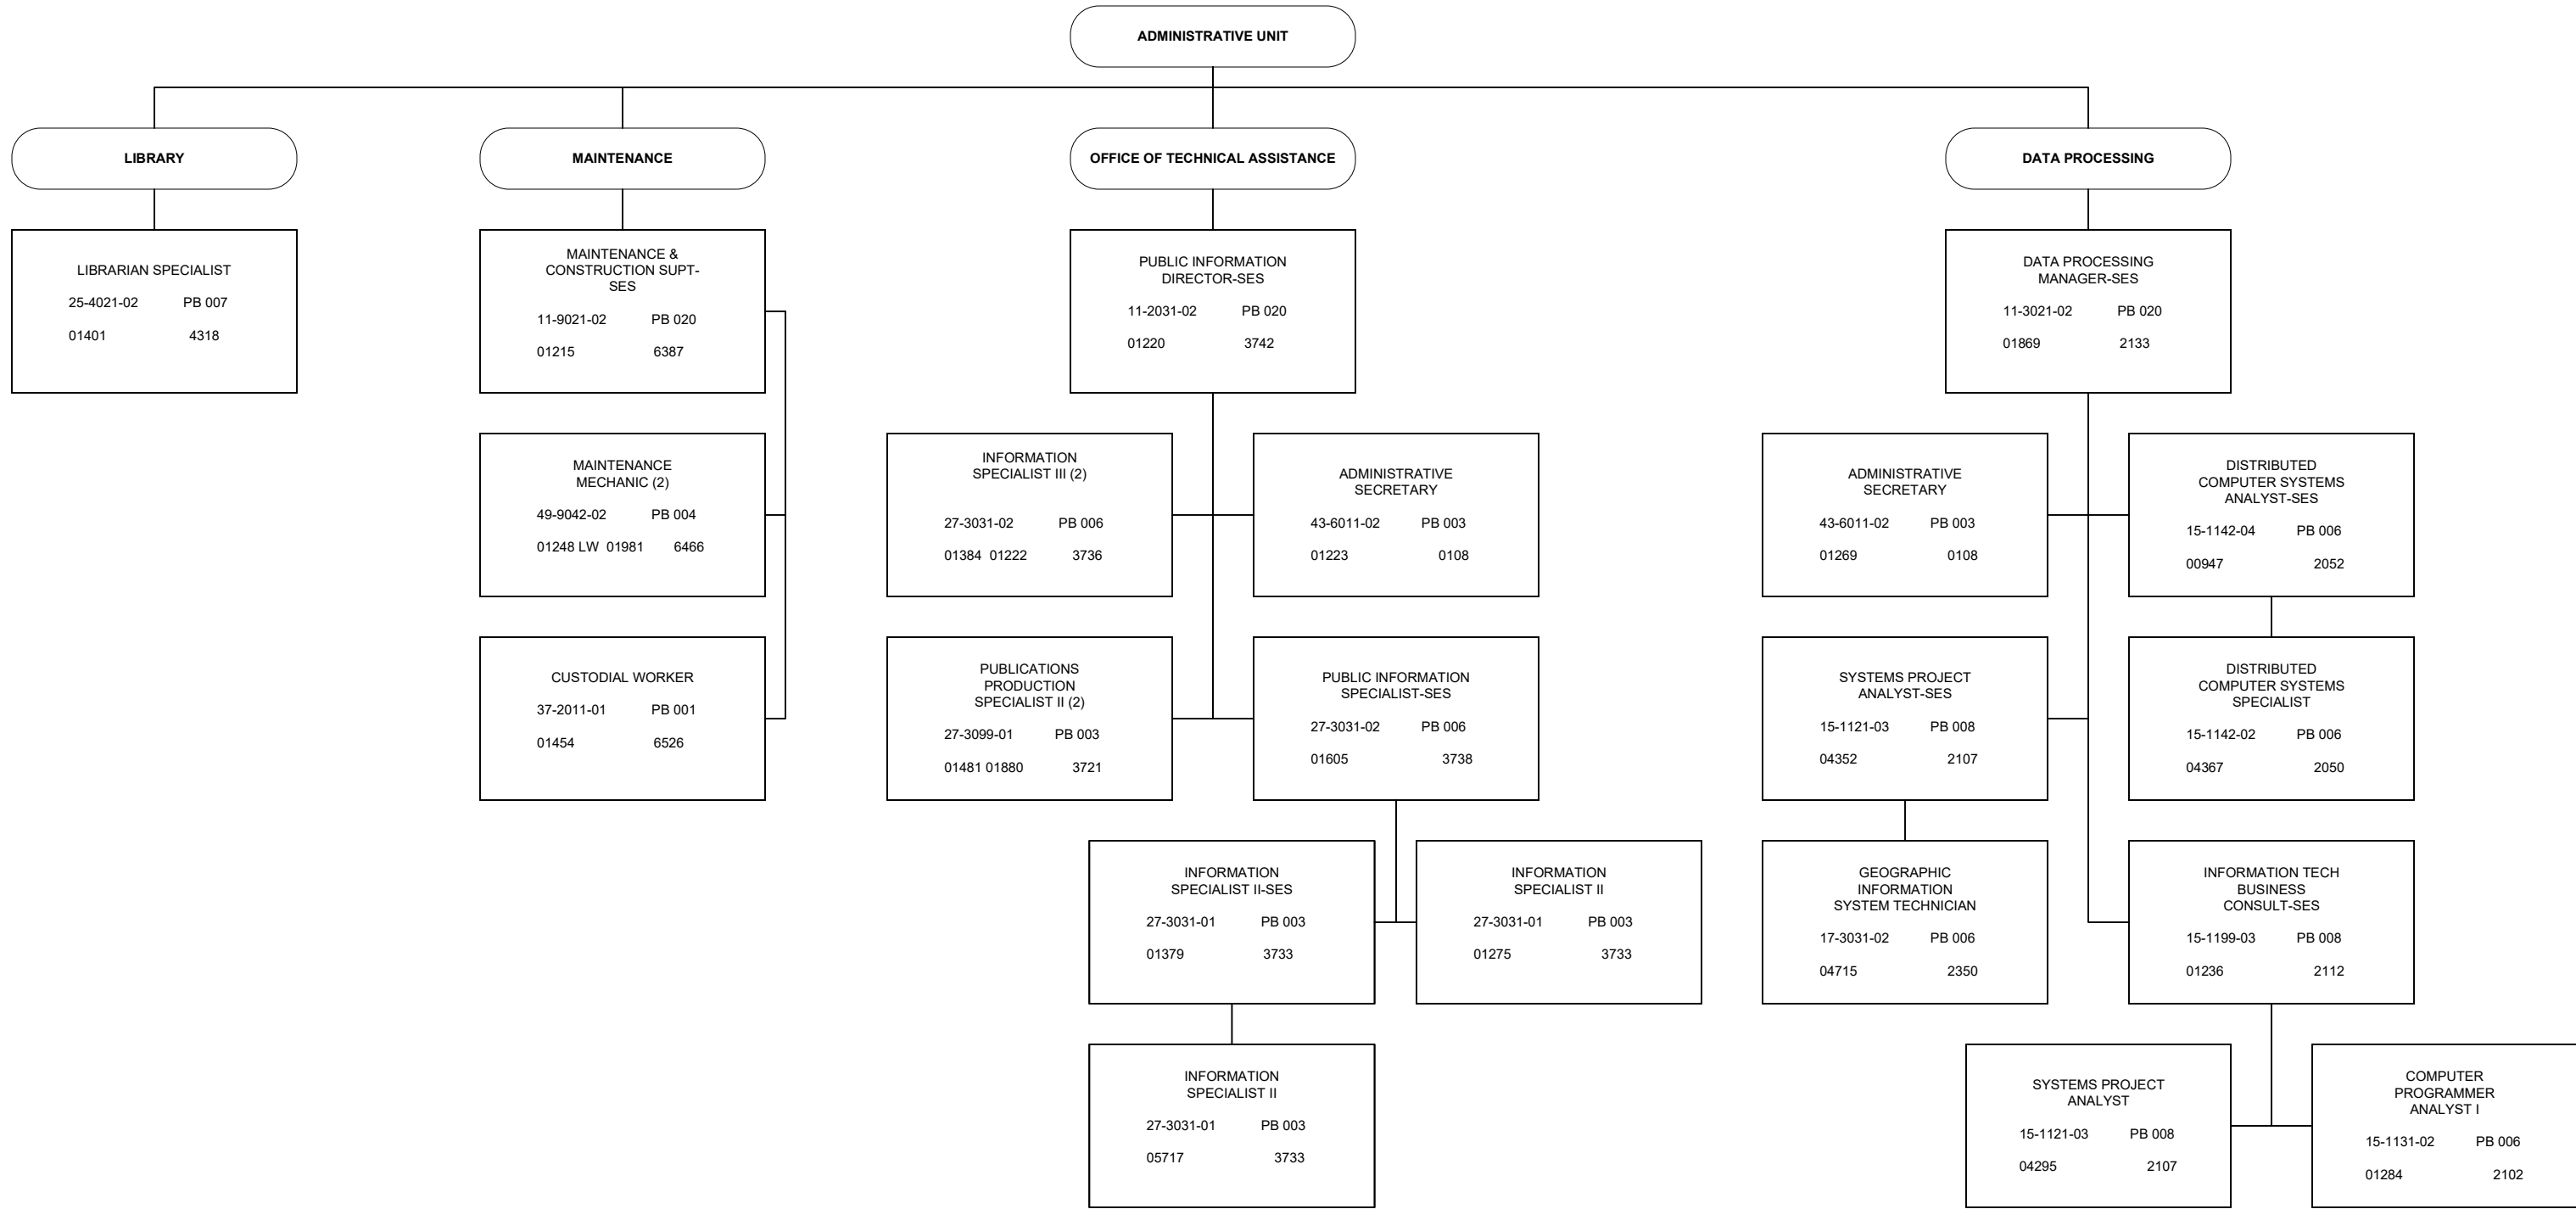 ADMINISTRATIVE UNIT
LIBRARY
MAINTENANCE
OFFICE OF TECHNICAL ASSISTANCE
DATA PROCESSING
LIBRARIAN SPECIALIST
25-4021-02 PB 007
01401 4318
MAINTENANCE &
CONSTRUCTION SUPT-
SES
11-9021-02 PB 020
01215 6387
PUBLIC INFORMATION
DIRECTOR-SES
11-2031-02 PB 020
01220 3742
DATA PROCESSING
MANAGER-SES
11-3021-02 PB 020
01869 2133
MAINTENANCE
MECHANIC (2)
49-9042-02 PB 004
01248 LW 01981 6466
INFORMATION
SPECIALIST III (2)
27-3031-02 PB 006
01384 01222 3736
ADMINISTRATIVE
SECRETARY
43-6011-02 PB 003
01223 0108
ADMINISTRATIVE
SECRETARY
43-6011-02 PB 003
01269 0108
DISTRIBUTED
COMPUTER SYSTEMS
ANALYST-SES
15-1142-04 PB 006
00947 2052
CUSTODIAL WORKER
37-2011-01 PB 001
01454 6526
PUBLICATIONS
PRODUCTION
SPECIALIST II (2)
27-3099-01 PB 003
01481 01880 3721
PUBLIC INFORMATION
SPECIALIST-SES
27-3031-02 PB 006
01605 3738
SYSTEMS PROJECT
ANALYST-SES
15-1121-03 PB 008
04352 2107
DISTRIBUTED
COMPUTER SYSTEMS
SPECIALIST
15-1142-02 PB 006
04367 2050
INFORMATION
SPECIALIST II-SES
27-3031-01 PB 003
01379 3733
INFORMATION
SPECIALIST II
27-3031-01 PB 003
01275 3733
GEOGRAPHIC
INFORMATION
SYSTEM TECHNICIAN
17-3031-02 PB 006
04715 2350
INFORMATION TECH
BUSINESS
CONSULT-SES
15-1199-03 PB 008
01236 2112
INFORMATION
SPECIALIST II
27-3031-01 PB 003
05717 3733
SYSTEMS PROJECT
ANALYST
15-1121-03 PB 008
04295 2107
COMPUTER
PROGRAMMER
ANALYST I
15-1131-02 PB 006
01284 2102